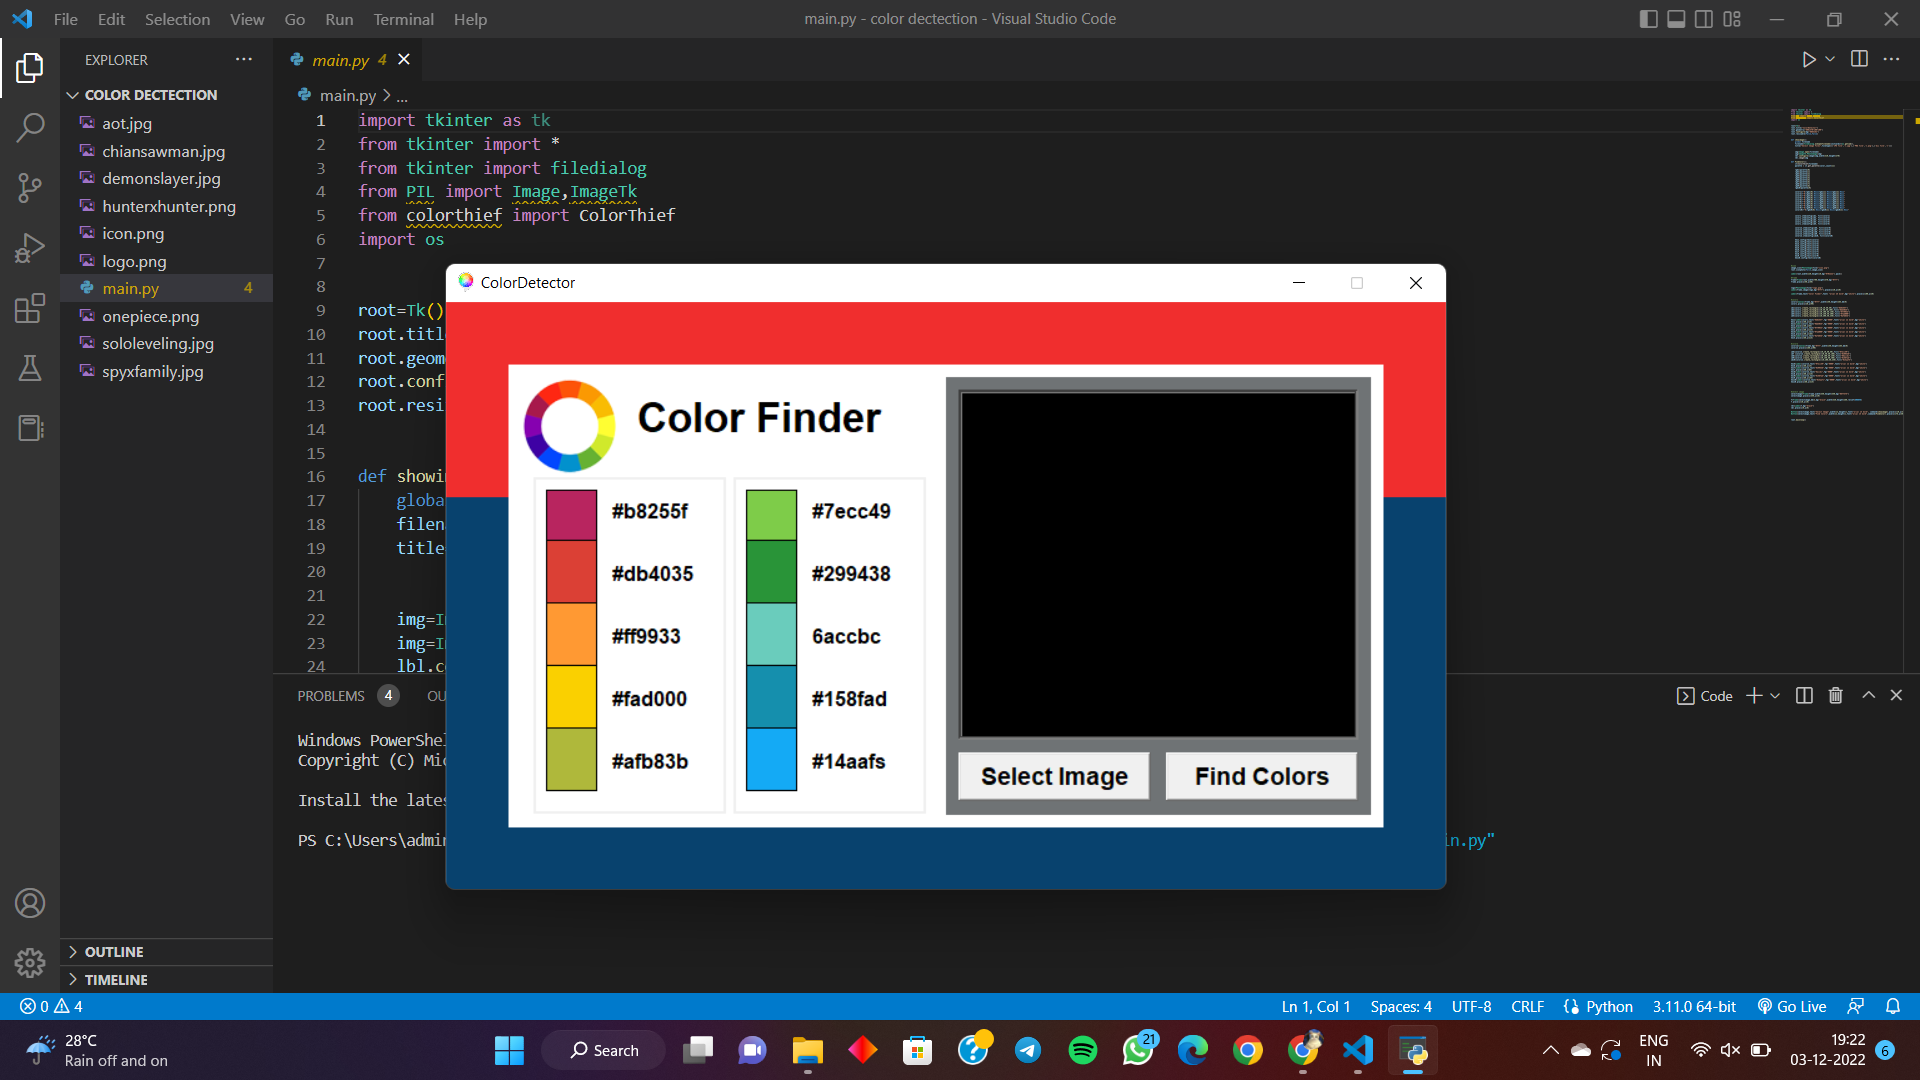 File Edit Selection View Go Run Terminal Help
main.py - color dectection - Visual Studio Code
EXPLORER
COLOR DECTECTION
aot.jpg
chiansawman.jpg
demonslayer.jpg
hunterxhunter.png
icon.png
logo.png
main.py 4
onepiece.png
sololeveling.jpg
spyxfamily.jpg
OUTLINE
TIMELINE
main.py 4
main.py > ...
1 import tkinter as tk
2 from tkinter import *
3 from tkinter import filedialog
4 from PIL import Image,ImageTk
5 from colorthief import ColorThief
6 import os
7
8
9 root=Tk()
10 root.titl
11 root.geom
12 root.conf
13 root.resi
14
15
16 def showi
17 globa
18 filen
19 title
20
21
22 img=I
23 img=I
24 lbl.c
ColorDetector
Color Finder
#b8255f
#db4035
#ff9933
#fad000
#afb83b
#7ecc49
#299438
6accbc
#158fad
#14aafs
Select Image
Find Colors
PROBLEMS 4 OU
Code
Windows PowerShel
Copyright (C) Mic
Install the lates
PS C:\Users\admin
in.py"
0 4
Ln 1, Col 1 Spaces: 4 UTF-8 CRLF Python 3.11.0 64-bit Go Live
28°C
Rain off and on
Search
21
ENG
IN
19:22
03-12-2022
6